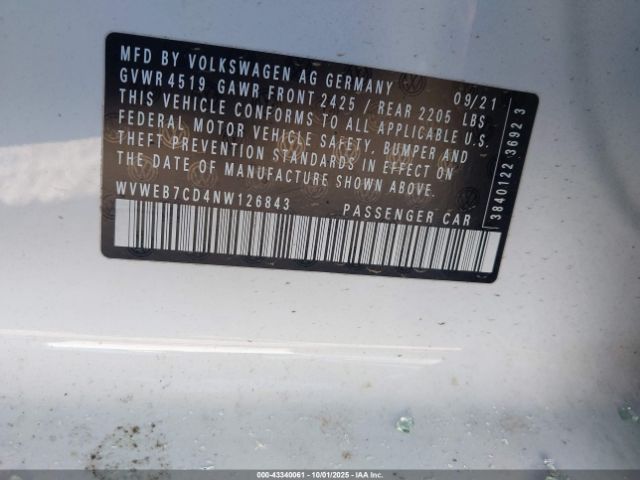 MFD BY VOLKSWAGEN AG GERMANY 09/21
GVWR 4519 GAWR FRONT 2425 / REAR 2205 LBS
THIS VEHICLE CONFORMS TO ALL APPLICABLE U.S.
FEDERAL MOTOR VEHICLE SAFETY, BUMPER AND
THEFT PREVENTION STANDARDS IN EFFECT ON
THE DATE OF MANUFACTURE SHOWN ABOVE.
WVWEB7CD4NW126843 PASSENGER CAR
3840122 3692 3
000-43340061 - 10/01/2025 - © IAA, Inc.